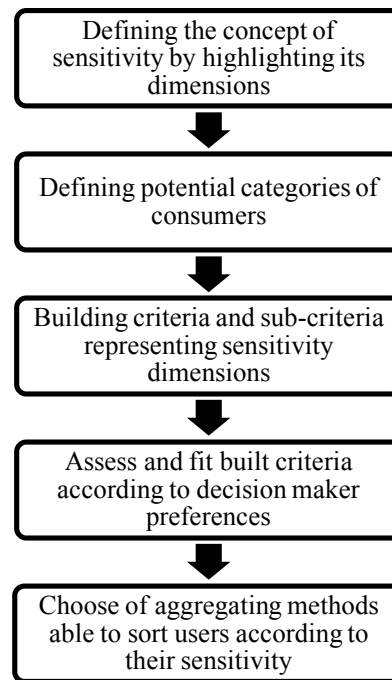 Defining the concept of
sensitivity by highlighting its
dimensions
Defining potential categories of
consumers
Building criteria and sub-criteria
representing sensitivity
dimensions
Assess and fit built criteria
according to decision maker
preferences
Choose of aggregating methods
able to sort users according to
their sensitivity